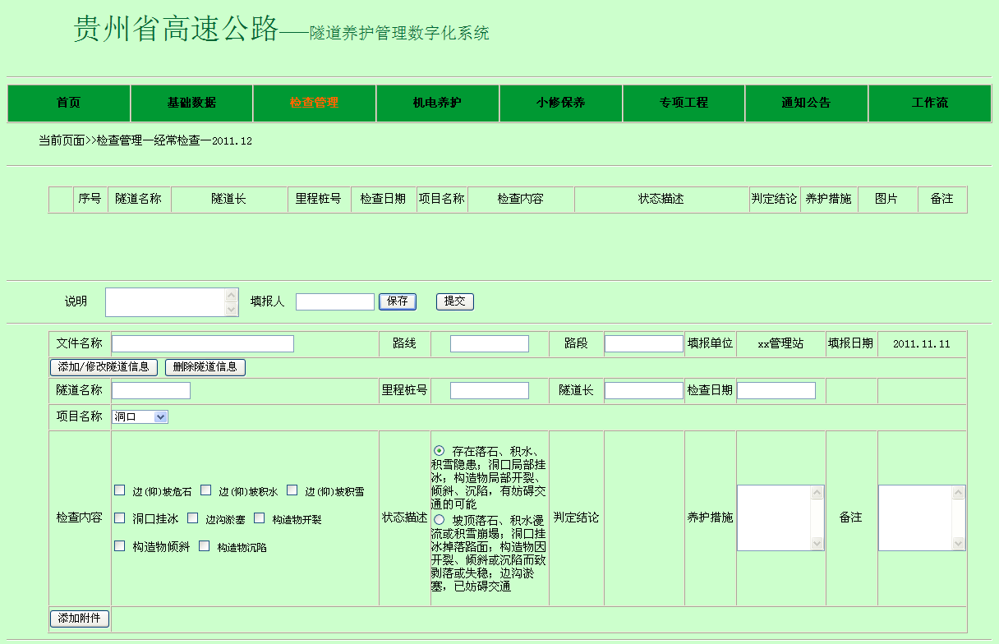 贵州省高速公路——隧道养护管理数字化系统
首页 基础数据 检查管理 机电养护 小修保养 专项工程 通知公告 工作流
当前页面>>检查管理—经常检查—2011.12
序号 隧道名称 隧道长 里程桩号 检查日期 项目名称 检查内容 状态描述 判定结论 养护措施 图片 备注
说明 填报人 保存 提交
文件名称 路线 路段 填报单位 xx管理站 填报日期 2011.11.11
添加/修改隧道信息 删除隧道信息
隧道名称 里程桩号 隧道长 检查日期
项目名称 洞口
检查内容
边(仰)坡危石 边(仰)坡积水 边(仰)坡积雪
洞口挂冰 边沟淤塞 构造物开裂
构造物倾斜 构造物沉陷
状态描述
存在落石、积水、
积雪隐患；洞口局部挂
冰；构造物局部开裂、
倾斜、沉陷，有妨碍交
通的可能
坡顶落石、积水漫
流或积雪崩塌；洞口挂
冰掉落路面；构造物因
开裂、倾斜或沉陷而致
剥落或失稳；边沟淤
塞，已妨碍交通
判定结论 养护措施 备注
添加附件